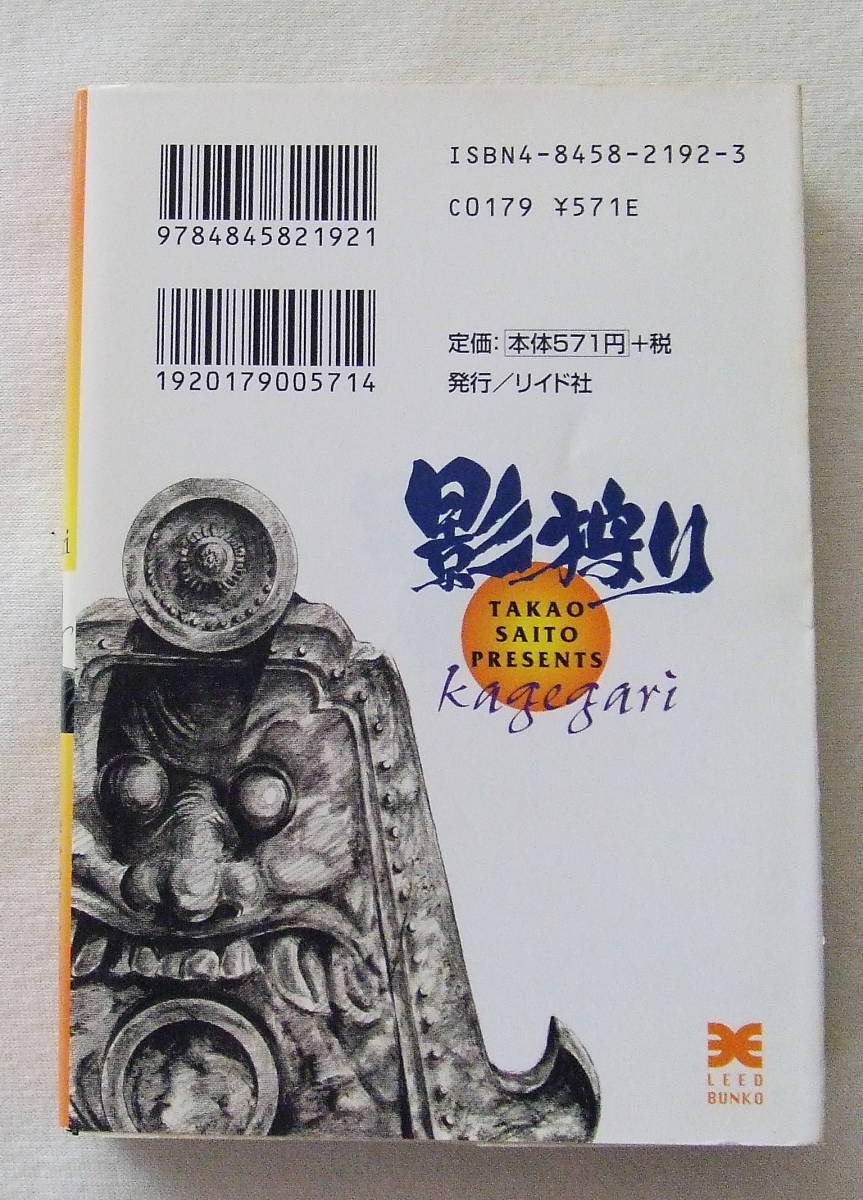 ISBN4-8458-2192-3
C0179 ¥571E
9784845821921
1920179005714
定価: 本体571円+税
発行／リイド社
影狩り
TAKAO
SAITO
PRESENTS
kagegari
LEED
BUNKO